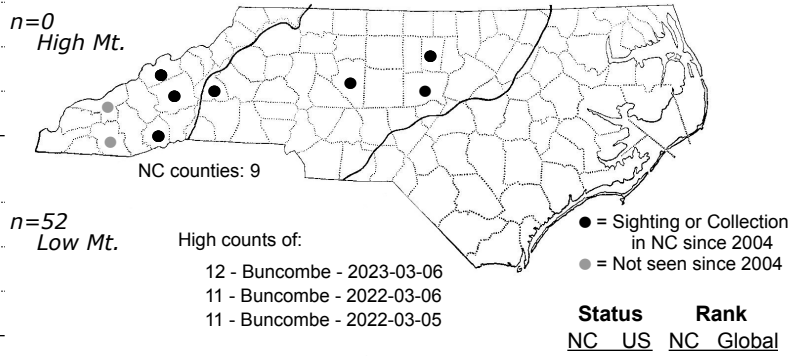 n=0
High Mt.
NC counties: 9
n=52
Low Mt.
High counts of:
12 - Buncombe - 2023-03-06
11 - Buncombe - 2022-03-06
11 - Buncombe - 2022-03-05
● = Sighting or Collection
in NC since 2004
● = Not seen since 2004
Status Rank
NC US NC Global